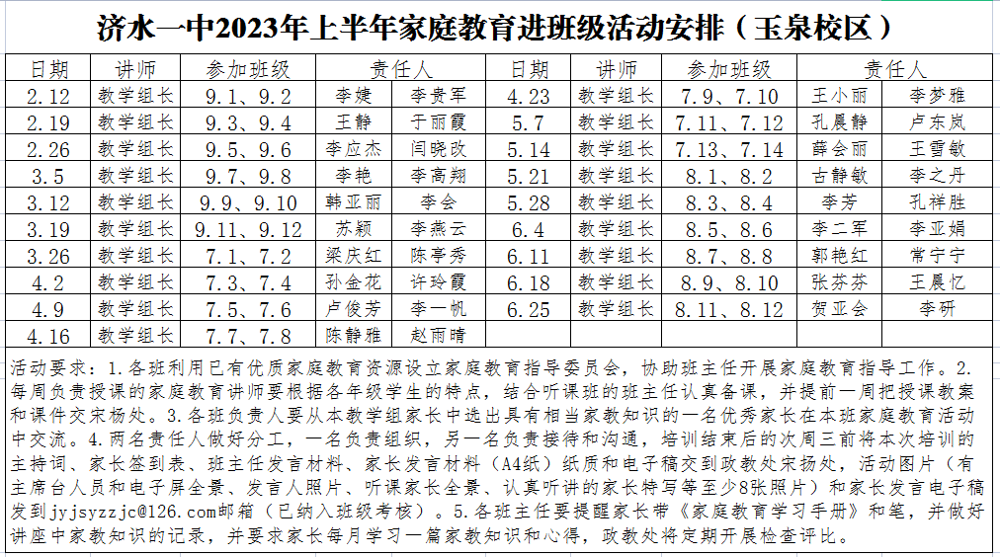 济水一中2023年上半年家庭教育进班级活动安排（玉泉校区）
日期 讲师 参加班级 责任人 日期 讲师 参加班级 责任人
2.12 教学组长 9.1、9.2 李婕 李贵军 4.23 教学组长 7.9、7.10 王小丽 李梦雅
2.19 教学组长 9.3、9.4 王静 于丽霞 5.7 教学组长 7.11、7.12 孔晨静 卢东岚
2.26 教学组长 9.5、9.6 李应杰 闫晓改 5.14 教学组长 7.13、7.14 薛会丽 王雪敏
3.5 教学组长 9.7、9.8 李艳 李高翔 5.21 教学组长 8.1、8.2 古静敏 李之丹
3.12 教学组长 9.9、9.10 韩亚丽 李会 5.28 教学组长 8.3、8.4 李芳 孔祥胜
3.19 教学组长 9.11、9.12 苏颖 李燕云 6.4 教学组长 8.5、8.6 李二军 李亚娟
3.26 教学组长 7.1、7.2 梁庆红 陈亭秀 6.11 教学组长 8.7、8.8 郭艳红 常宁宁
4.2 教学组长 7.3、7.4 孙金花 许玲霞 6.18 教学组长 8.9、8.10 张芬芬 王晨忆
4.9 教学组长 7.5、7.6 卢俊芳 李一帆 6.25 教学组长 8.11、8.12 贺亚会 李研
4.16 教学组长 7.7、7.8 陈静雅 赵雨晴
活动要求：1.各班利用已有优质家庭教育资源设立家庭教育指导委员会，协助班主任开展家庭教育指导工作。2.
每周负责授课的家庭教育讲师要根据各年级学生的特点，结合听课班的班主任认真备课，并提前一周把授课教案
和课件交宋杨处。3.各班负责人要从本教学组家长中选出具有相当家教知识的一名优秀家长在本班家庭教育活动
中交流。4.两名责任人做好分工，一名负责组织，另一名负责接待和沟通，培训结束后的次周三前将本次培训的
主持词、家长签到表、班主任发言材料、家长发言材料（A4纸）纸质和电子稿交到政教处宋扬处，活动图片（有
主席台人员和电子屏全景、发言人照片、听课家长全景、认真听讲的家长特写等至少8张照片）和家长发言电子稿
发到jyjsyzzjc@126.com邮箱（已纳入班级考核）。5.各班主任要提醒家长带《家庭教育学习手册》和笔，并做好
讲座中家教知识的记录，并要求家长每月学习一篇家教知识和心得，政教处将定期开展检查评比。